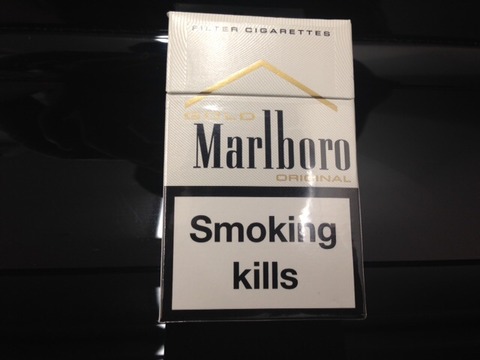 FILTER CIGARETTES
GOLD
Marlboro
ORIGINAL
Smoking
kills